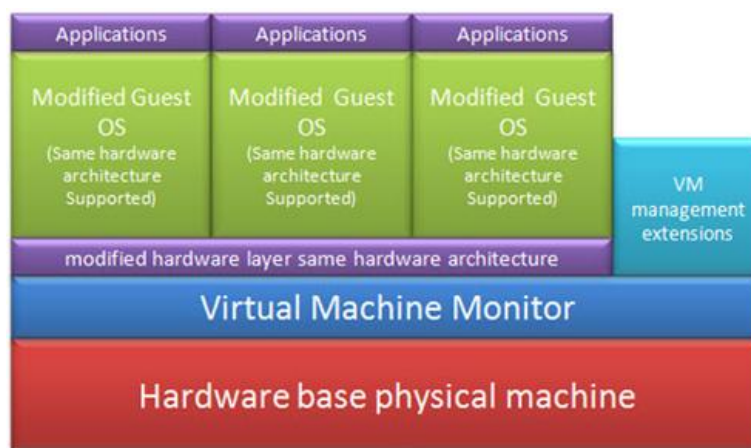 Applications
Applications
Applications
Modified Guest
OS
(Same hardware
architecture
Supported)
Modified Guest
OS
(Same hardware
architecture
Supported)
Modified Guest
OS
(Same hardware
architecture
Supported)
VM
management
extensions
modified hardware layer same hardware architecture
Virtual Machine Monitor
Hardware base physical machine